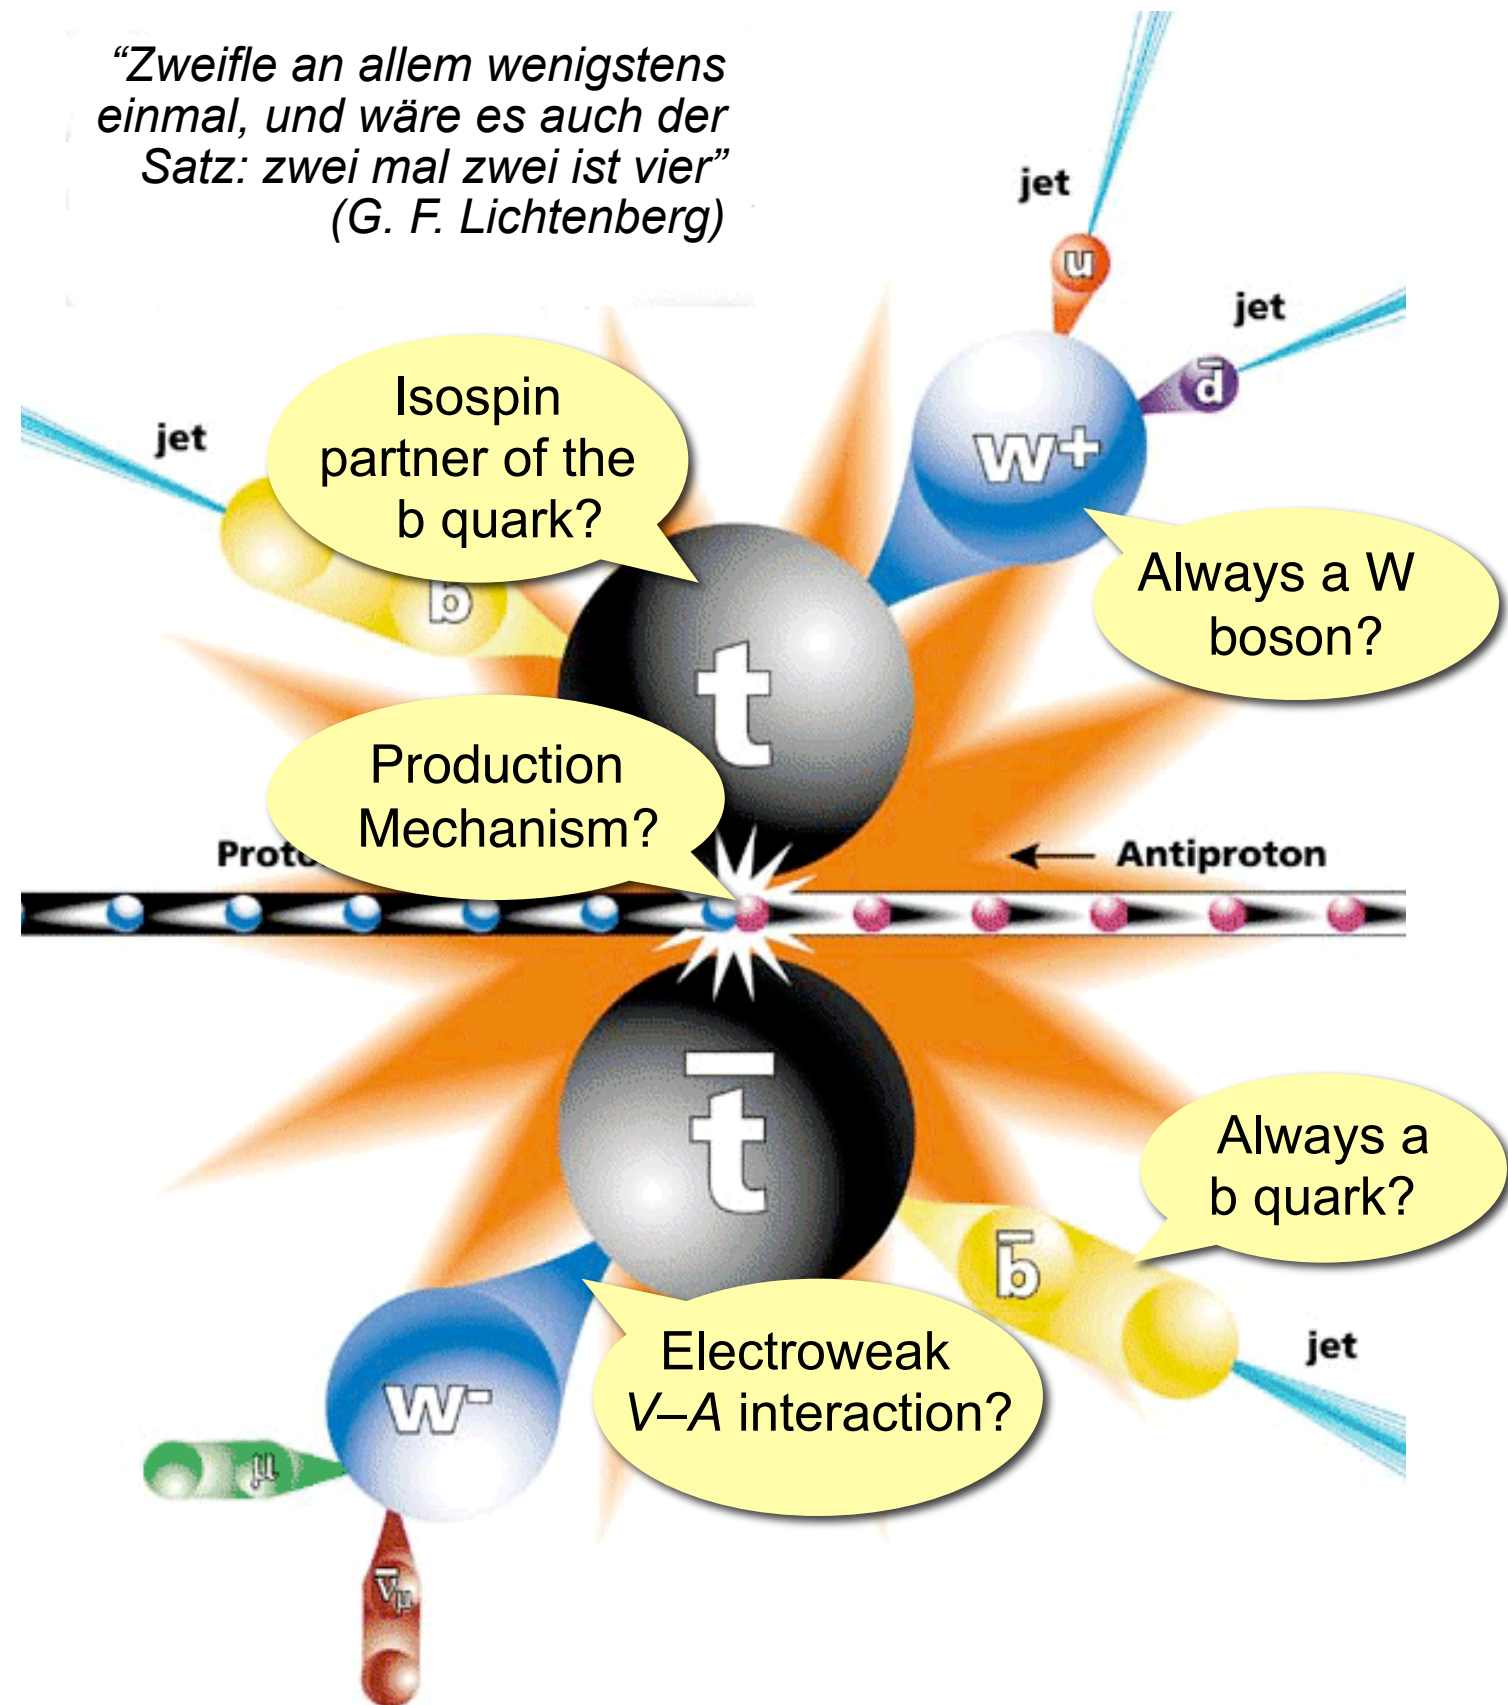 “Zweifle an allem wenigstens
einmal, und wäre es auch der
Satz: zwei mal zwei ist vier”
(G. F. Lichtenberg)
jet
u
jet
d̄
W+
jet
Isospin
partner of the
b quark?
b
Always a W
boson?
t
Production
Mechanism?
Proto
Antiproton
t̄
Always a
b quark?
b̄
jet
Electroweak
V–A interaction?
W-
μ
ν̄μ